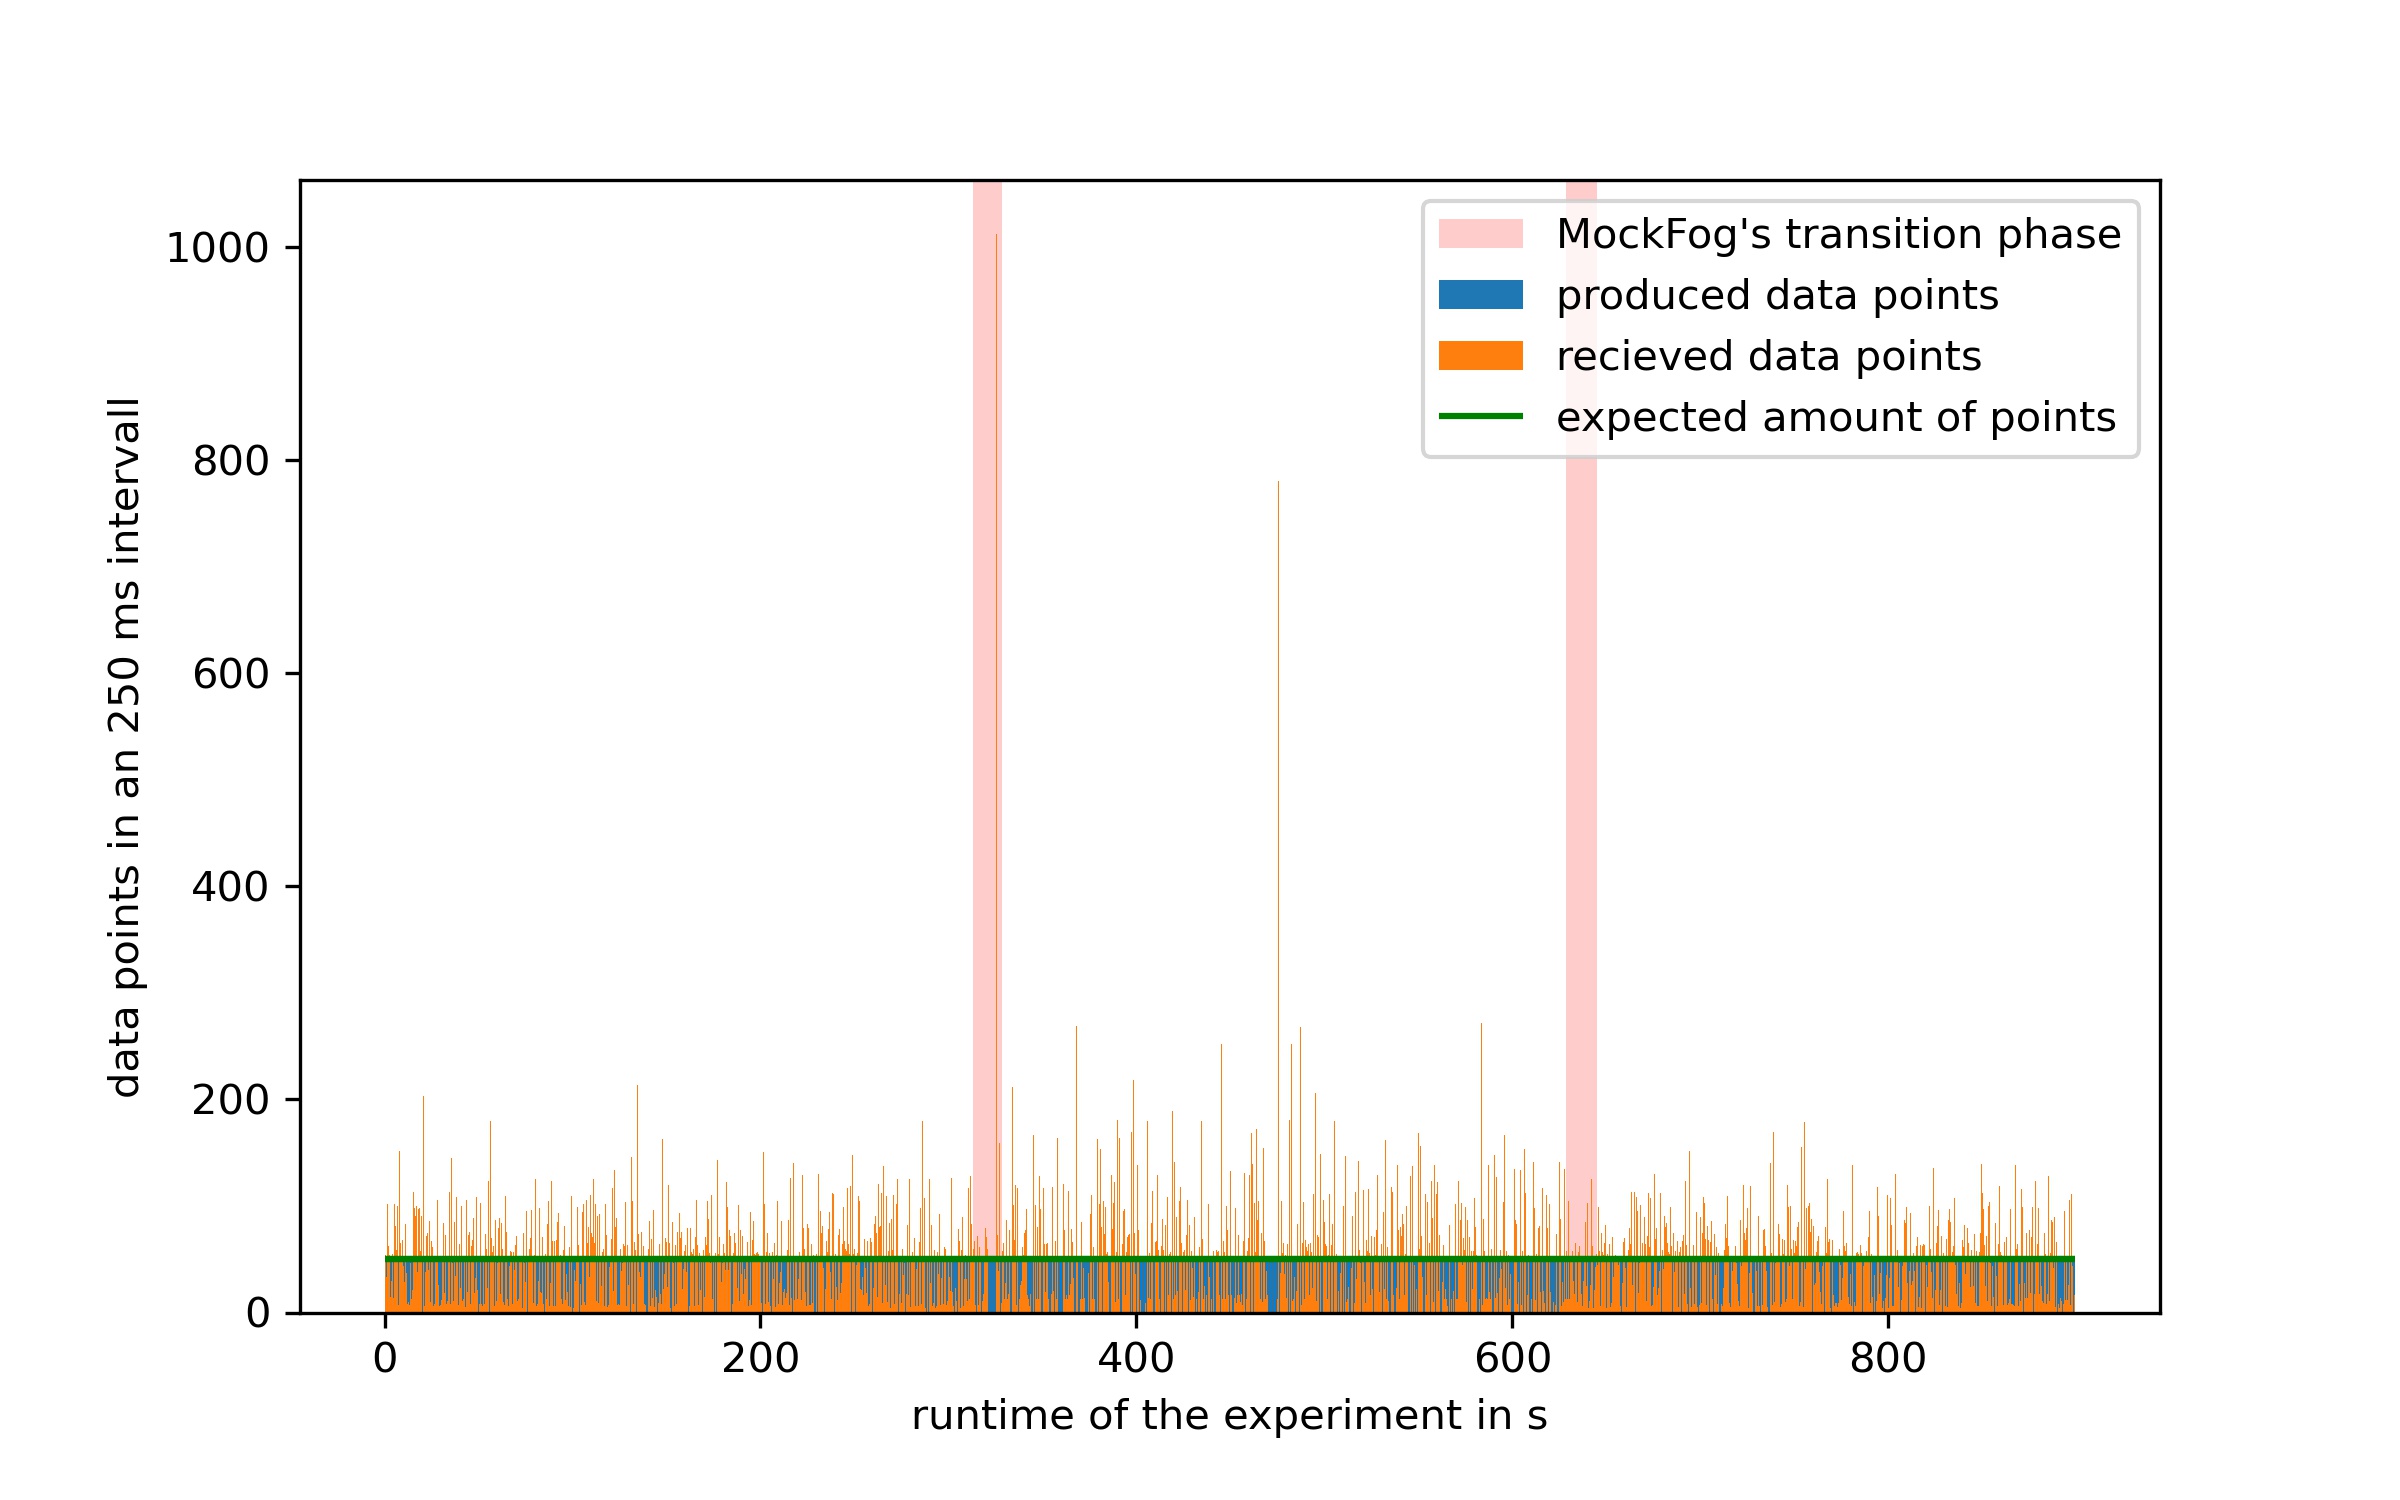 MockFog's transition phase
produced data points
recieved data points
expected amount of points
data points in an 250 ms intervall
1000
800
600
400
200
0
0 200 400 600 800
runtime of the experiment in s